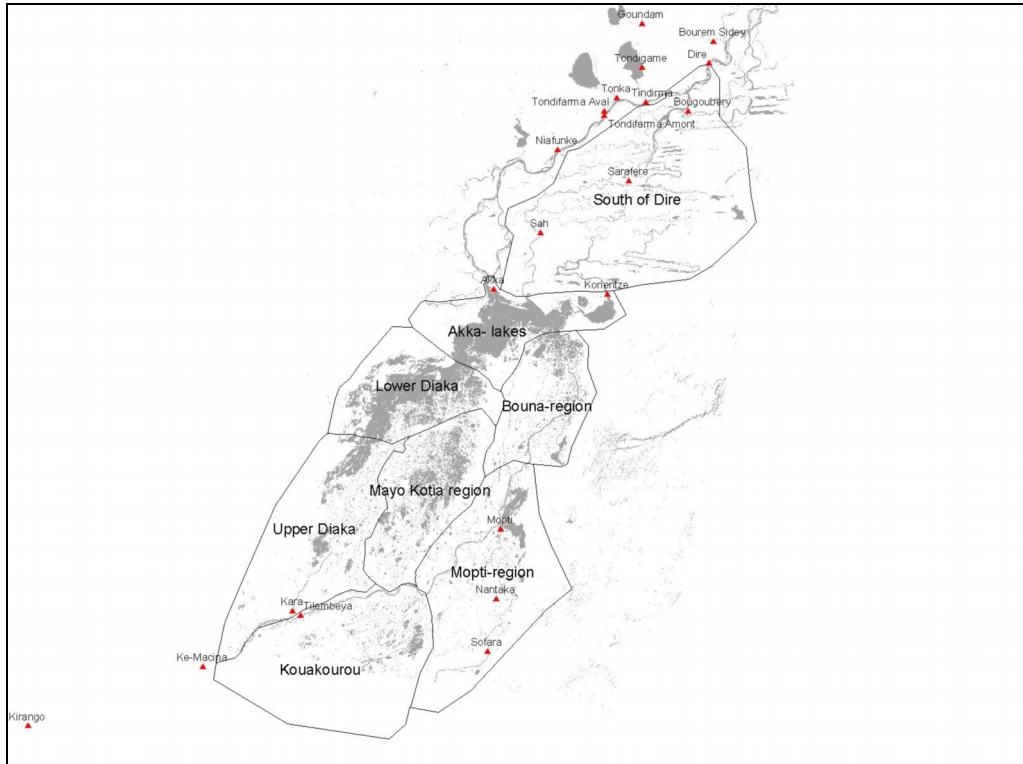 Goundam
Bourem Sidey
Dire
Tondigame
Tonka
Tindirma
Tondifarma Aval
Bougoubery
Tondifarma Amont
Niafunke
Sarafere
South of Dire
Sah
Akka
Korientze
Akka- lakes
Lower Diaka
Bouna-region
Mayo Kotia region
Mopti
Upper Diaka
Mopti-region
Nantaka
Kara
Tilembeya
Sofara
Ke-Macina
Kouakourou
Kirango